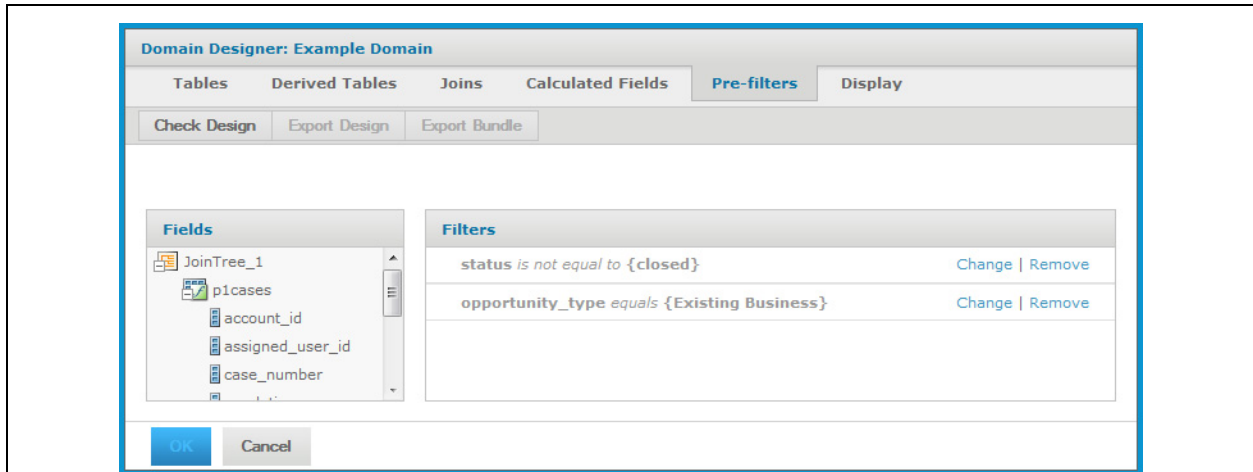 Domain Designer: Example Domain
Tables Derived Tables Joins Calculated Fields Pre-filters Display
Check Design Export Design Export Bundle
Fields
JoinTree_1
p1cases
account_id
assigned_user_id
case_number
Filters
status is not equal to {closed} Change | Remove
opportunity_type equals {Existing Business} Change | Remove
OK Cancel